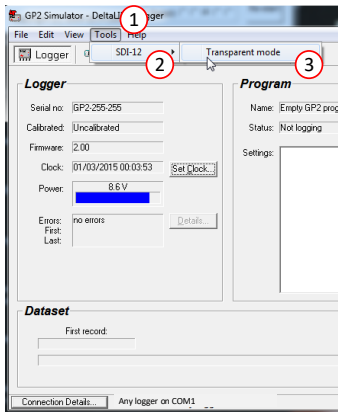 GP2 Simulator - DeltaLI
gger
1
File Edit View Tools Help
Logger
SDI-12
Transparent mode
2
3
Logger
Serial no: GP2-255-255
Calibrated: Uncalibrated
Firmware: 2.00
Clock: 01/03/2015 00:03:53 Set Clock...
Power: 8.6 V
Errors: no errors Details...
First:
Last:
Program
Name: Empty GP2 prog
Status: Not logging
Settings:
Dataset
First record:
Connection Details... Any logger on COM1